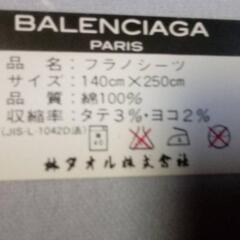 BALENCIAGA
PARIS
品 名：フラノシーツ
サイズ：140cm×250cm
品 質：綿100%
収縮率：タテ3%・ヨコ2%
(JIS-L-1042D法)
林タオル株式会社